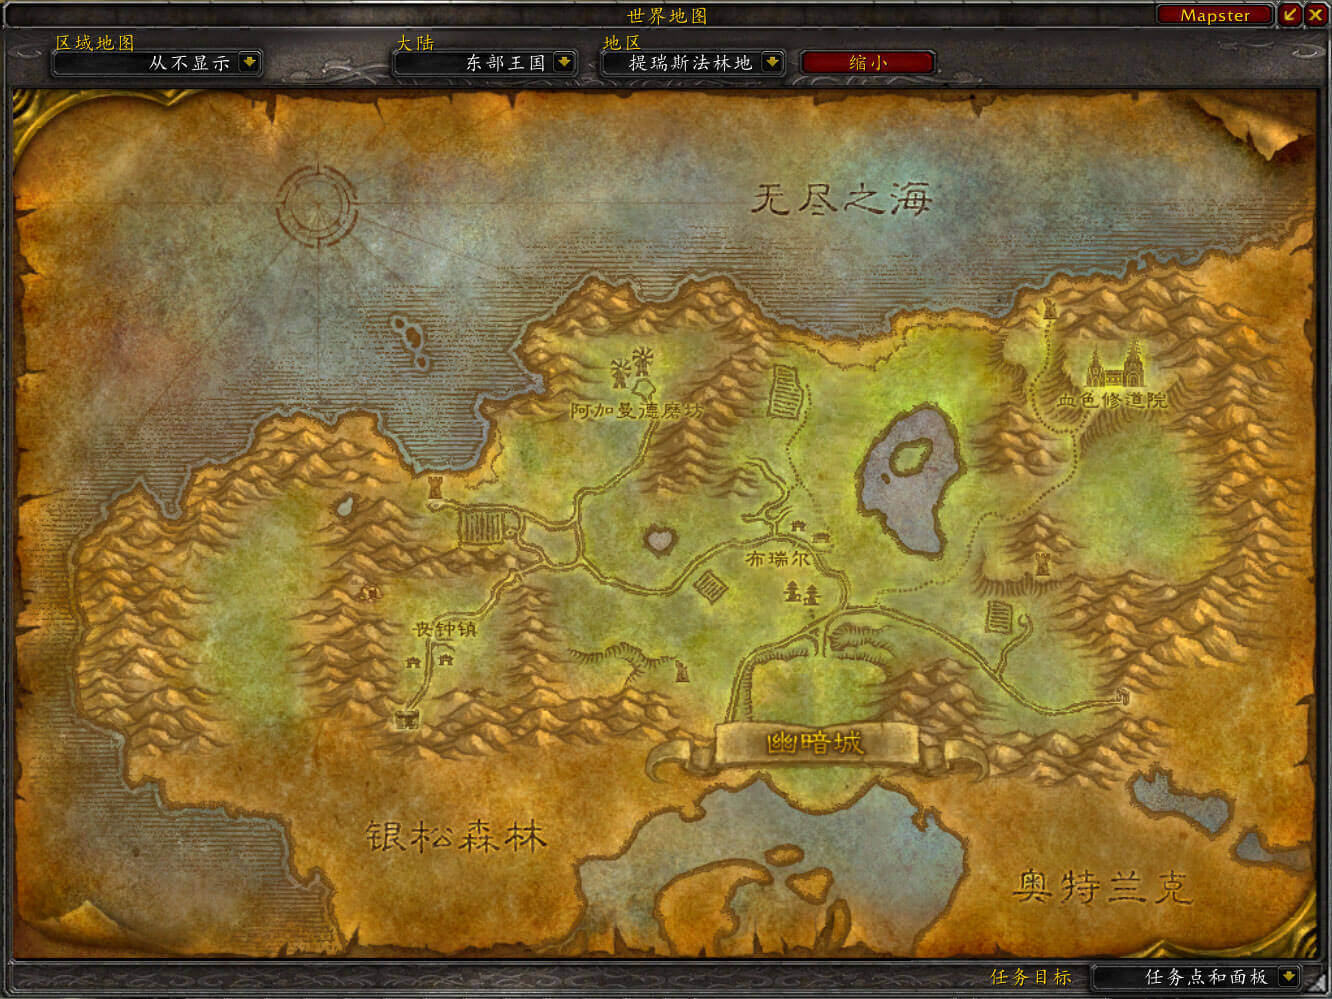 世界地图
Mapster
区域地图
大陆
地区
从不显示
东部王国
提瑞斯法林地
缩小
无尽之海
血色修道院
阿加曼德磨坊
布瑞尔
丧钟镇
幽暗城
银松森林
奥特兰克
任务目标
任务点和面板